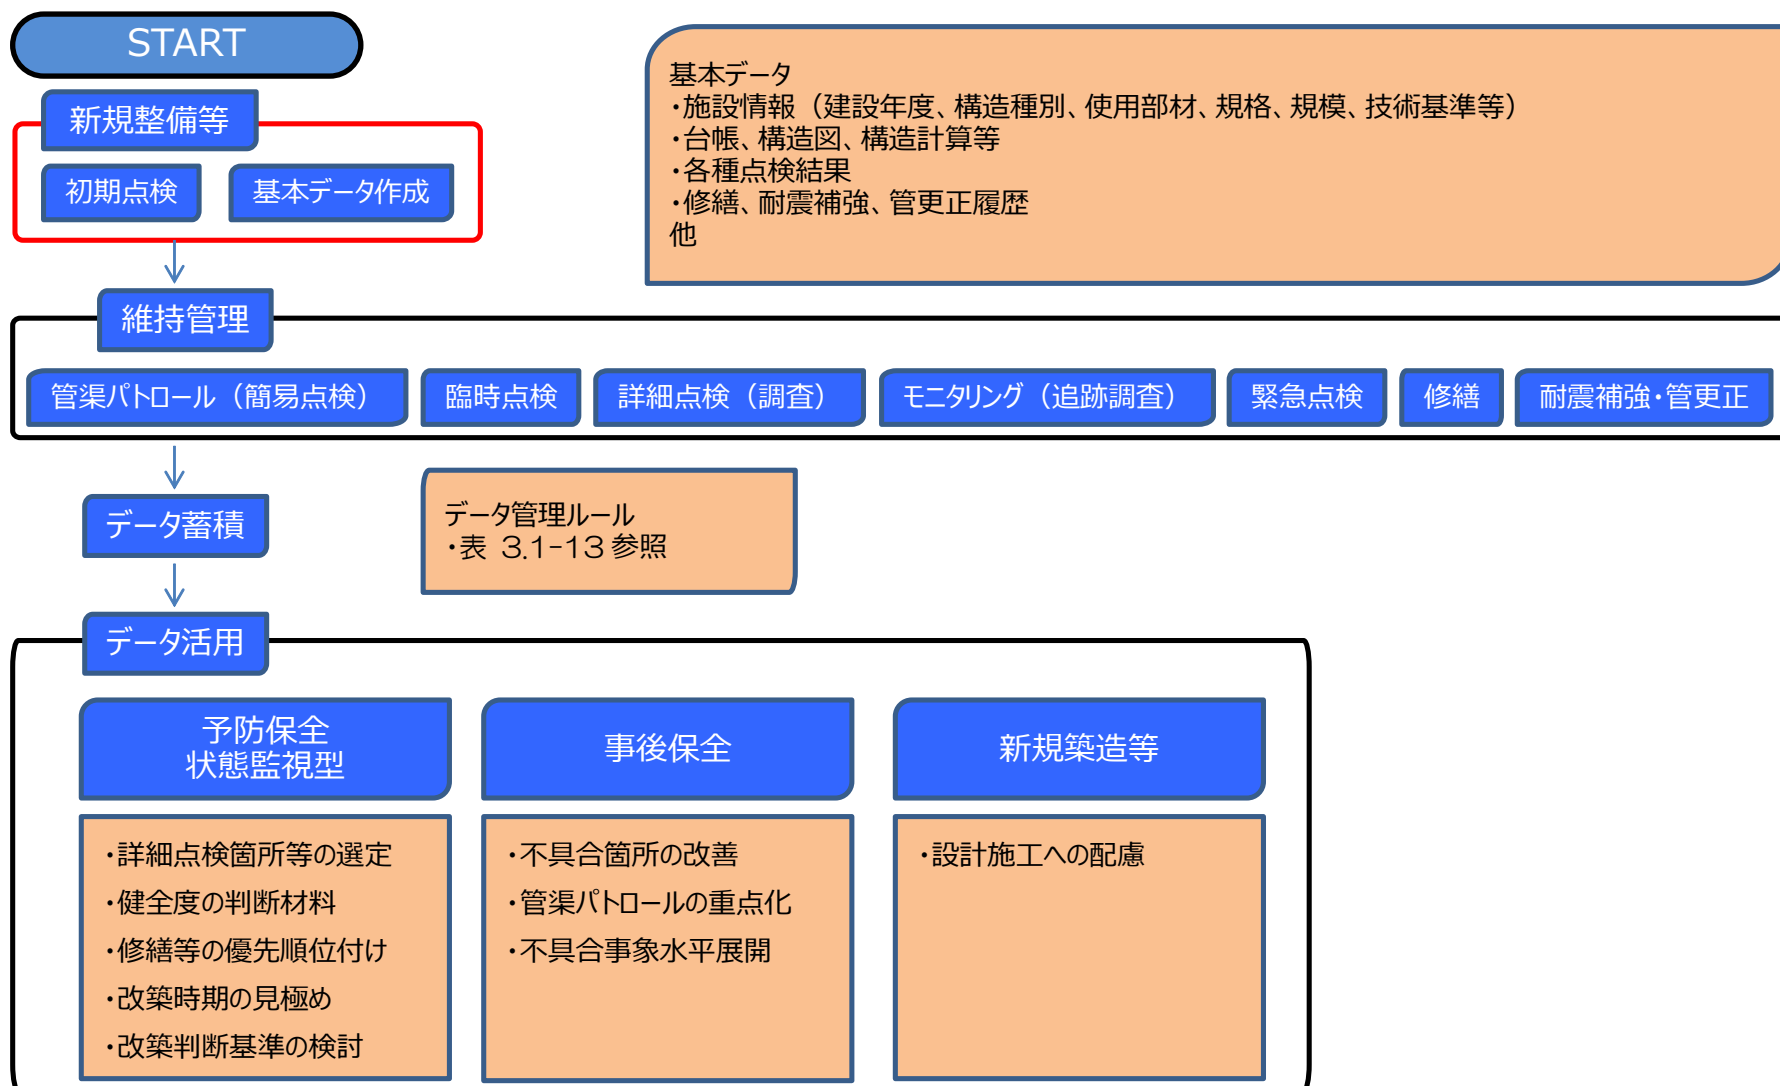 START
新規整備等
初期点検
基本データ作成
基本データ
・施設情報（建設年度、構造種別、使用部材、規格、規模、技術基準等）
・台帳、構造図、構造計算等
・各種点検結果
・修繕、耐震補強、管更正履歴
他
維持管理
管渠パトロール（簡易点検）
臨時点検
詳細点検（調査）
モニタリング（追跡調査）
緊急点検
修繕
耐震補強・管更正
データ蓄積
データ管理ルール
・表 3.1-13 参照
データ活用
予防保全
状態監視型
・詳細点検箇所等の選定
・健全度の判断材料
・修繕等の優先順位付け
・改築時期の見極め
・改築判断基準の検討
事後保全
・不具合箇所の改善
・管渠パトロールの重点化
・不具合事象水平展開
新規築造等
・設計施工への配慮